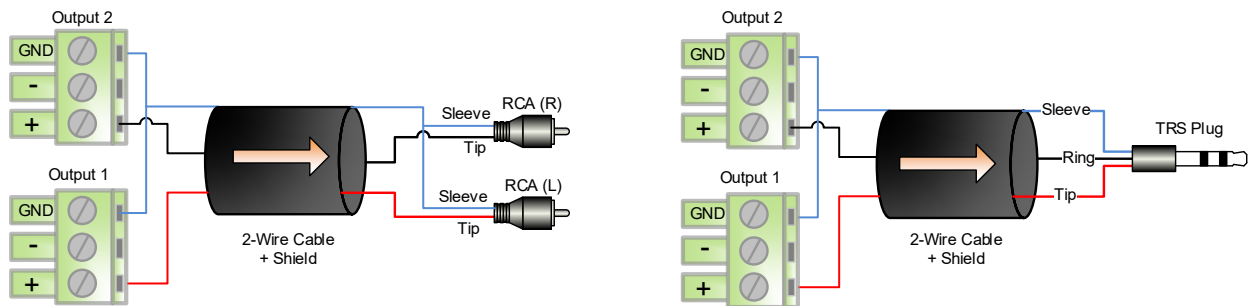 Output 2
GND
-
+
Output 1
GND
-
+
2-Wire Cable
+ Shield
Sleeve
RCA (R)
Tip
RCA (L)
Sleeve
Tip
Output 2
GND
-
+
Output 1
GND
-
+
2-Wire Cable
+ Shield
Sleeve
TRS Plug
Ring
Tip